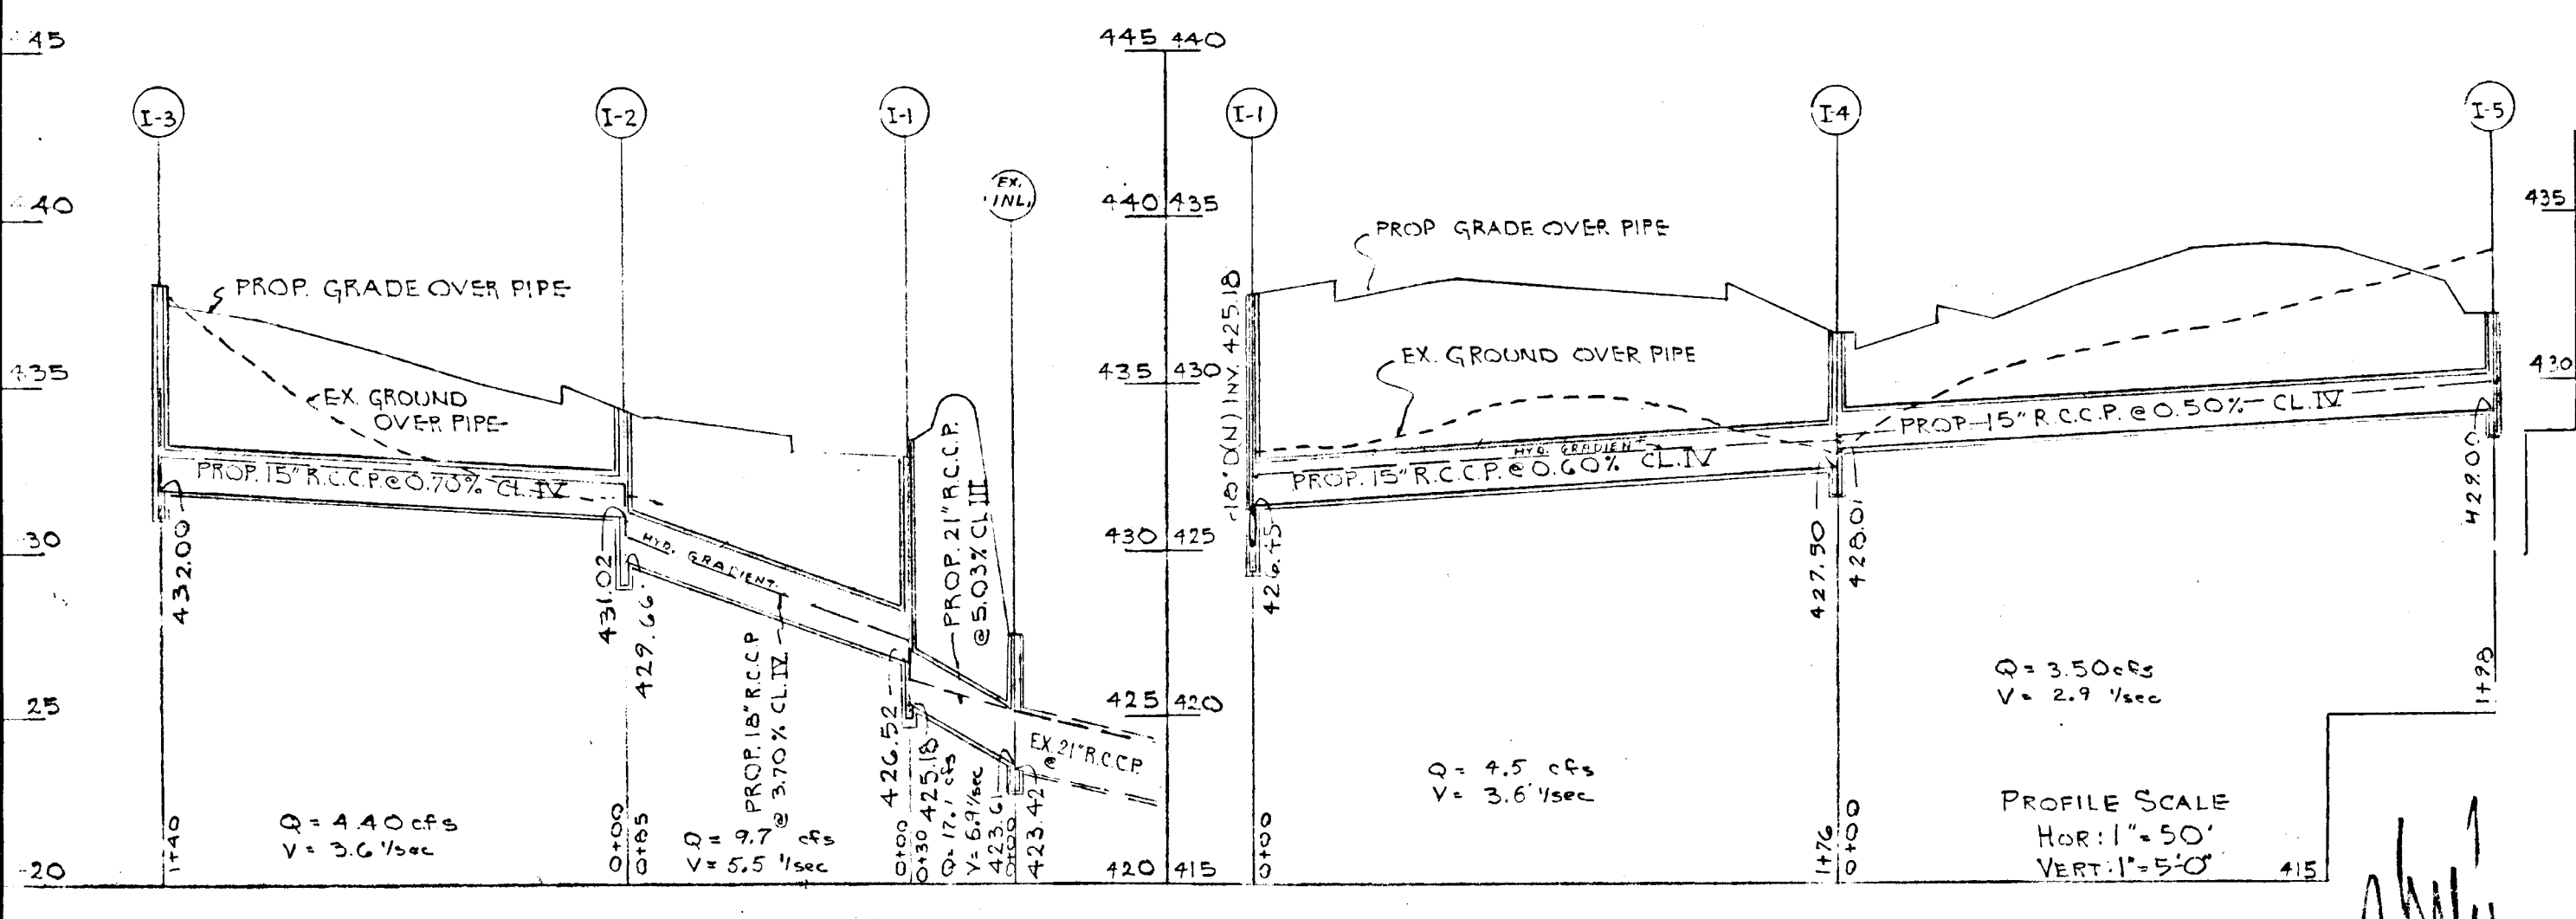 45
40
435
30
25
20
I-3
I-2
I-1
EX.
INL.
PROP. GRADE OVER PIPE
EX. GROUND
OVER PIPE
PROP. 15" R.C.C.P. @ 0.70% CL. IV
HYD. GRADIENT
PROP. 18" R.C.C.P
@ 3.70% CL. IV
PROP. 21" R.C.C.P.
@ 5.03% CL III
EX. 21" R.C.C.P.
@
432.00
431.02
429.66
426.52
425.18
423.61
423.42
1+40
0+00
0+85
0+00
0+30
0+00
Q = 4.40 cfs
V = 3.6 '/sec
Q = 9.7 cfs
V = 5.5 '/sec
Q = 17.1 cfs
V = 6.9 '/sec
445 440
440 435
435 430
430 425
425 420
420 415
I-1
I-4
I-5
PROP GRADE OVER PIPE
EX. GROUND OVER PIPE
18" D(N) INV. 425.18
HYD. GRADIENT
PROP. 15" R.C.C.P. @ 0.60% CL. IV
PROP 15" R.C.C.P. @ 0.50% CL. IV
426.45
427.50
428.01
429.00
0+00
1+76
0+00
1+98
Q = 4.5 cfs
V = 3.6 '/sec
Q = 3.50 cfs
V = 2.9 '/sec
PROFILE SCALE
HOR: 1" = 50'
VERT: 1" = 5'-0"
435
430
415